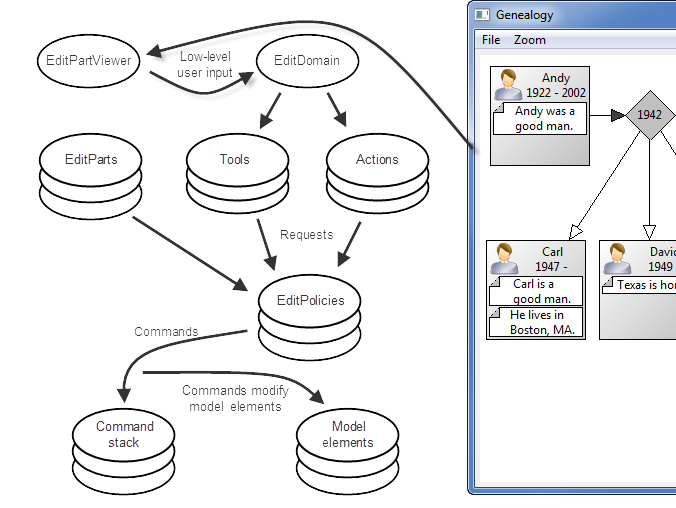 EditPartViewer
Low-level
user input
EditDomain
EditParts
Tools
Actions
Requests
EditPolicies
Commands
Commands modify
model elements
Command
stack
Model
elements
Genealogy
File Zoom
Andy
1922 - 2002
Andy was a
good man.
1942
Carl
1947 -
Carl is a
good man.
He lives in
Boston, MA.
1949
Texas is